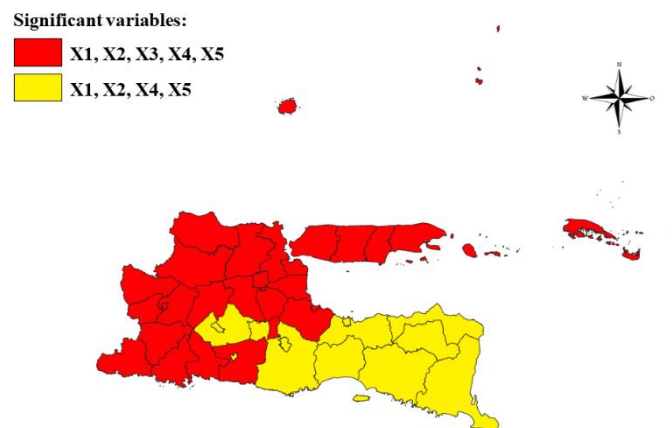 Significant variables:
X1, X2, X3, X4, X5
X1, X2, X4, X5
N
W O
S